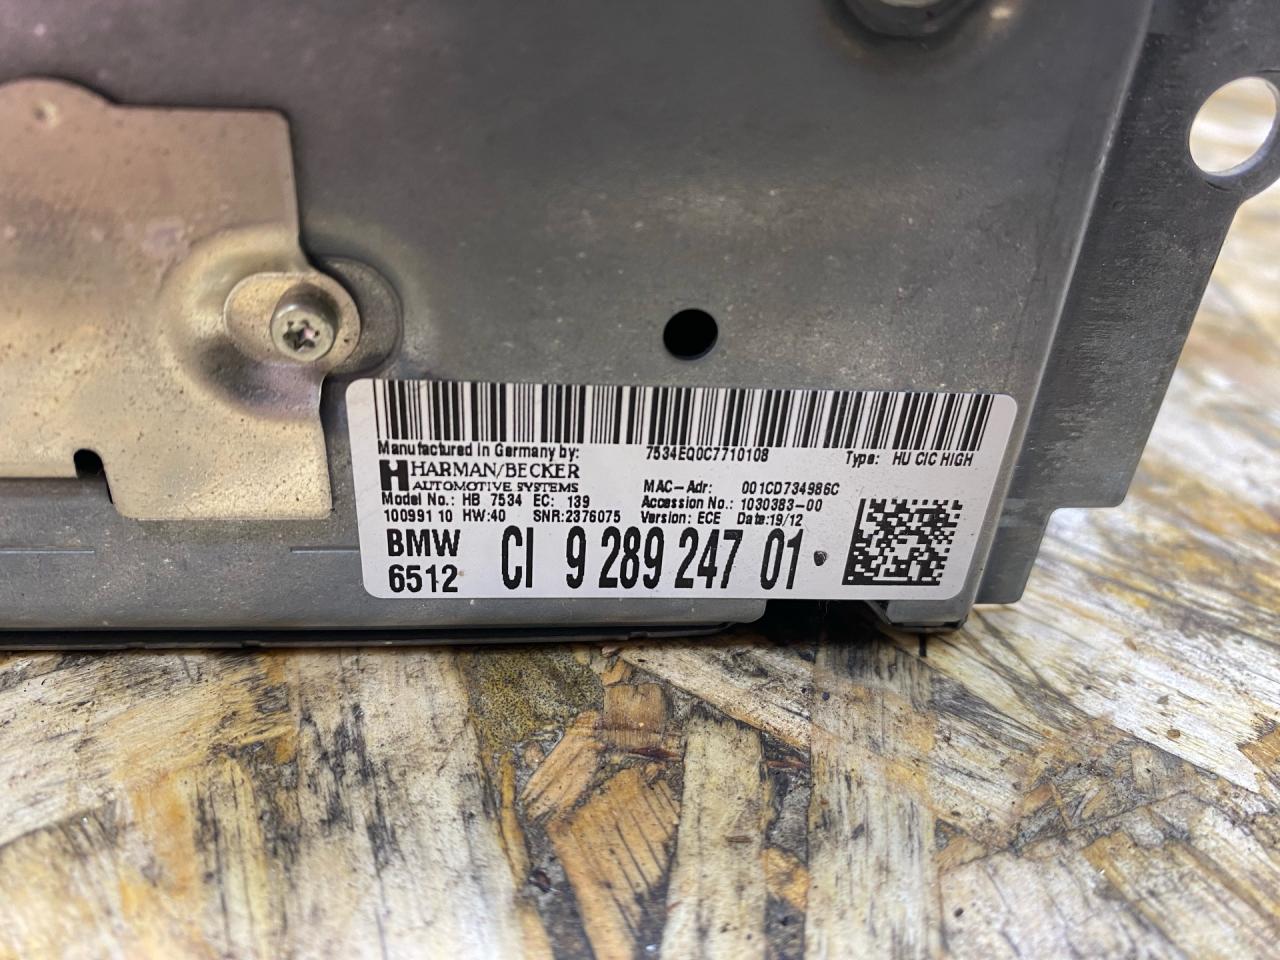 Manufactured in Germany by: 7534EQ0C7710108 Type: HU CIC HIGH
HARMAN/BECKER
AUTOMOTIVE SYSTEMS MAC-Adr: 001CD734986C
Model No.: HB 7534 EC: 139 Accession No.: 1030383-00
100991 10 HW:40 SNR:2376075 Version: ECE Date:19/12
BMW
6512 CI 9 289 247 01